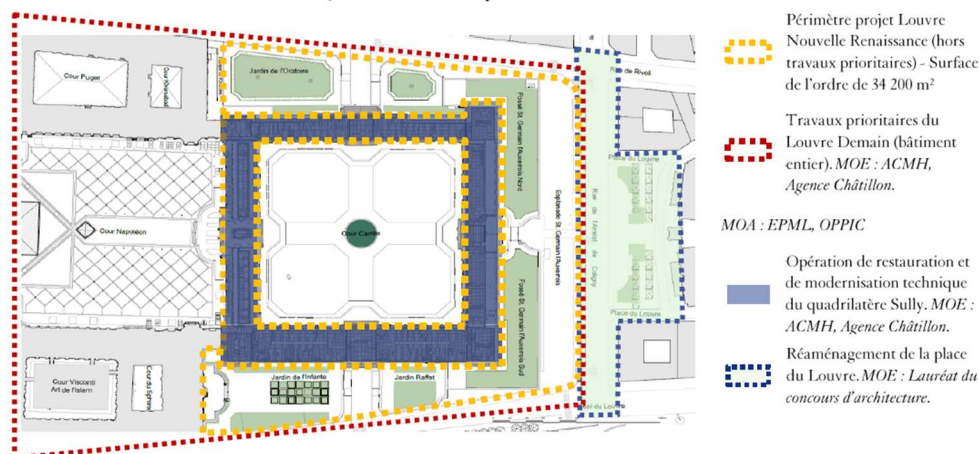 Cour Puget
Cour Khorsabad
Jardin de l'Oratoire
Rue de Rivoli
Fossé St. Germain l'Auxerrois Nord
Esplanade St. Germain l'Auxerrois
Rue de l'Amiral de Coligny
Place du Louvre
Cour Napoléon
Cour Carrée
Fossé St. Germain l'Auxerrois Sud
Place du Louvre
Cour Visconti
Art de l'Islam
Cour du Sphinx
Jardin de l'Infante
Jardin Raffet
du Louvre
Périmètre projet Louvre
Nouvelle Renaissance (hors
travaux prioritaires) - Surface
de l'ordre de 34 200 m²
Travaux prioritaires du
Louvre Demain (bâtiment
entier). MOE : ACMH,
Agence Châtillon.
MOA : EPML, OPPIC
Opération de restauration et
de modernisation technique
du quadrilatère Sully. MOE :
ACMH, Agence Châtillon.
Réaménagement de la place
du Louvre. MOE : Lauréat du
concours d'architecture.